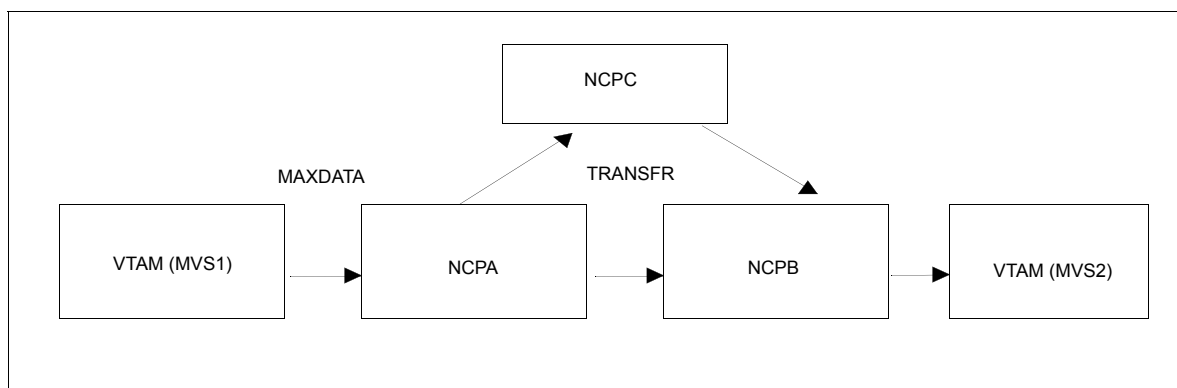 NCPC
MAXDATA
TRANSFR
VTAM (MVS1)
NCPA
NCPB
VTAM (MVS2)